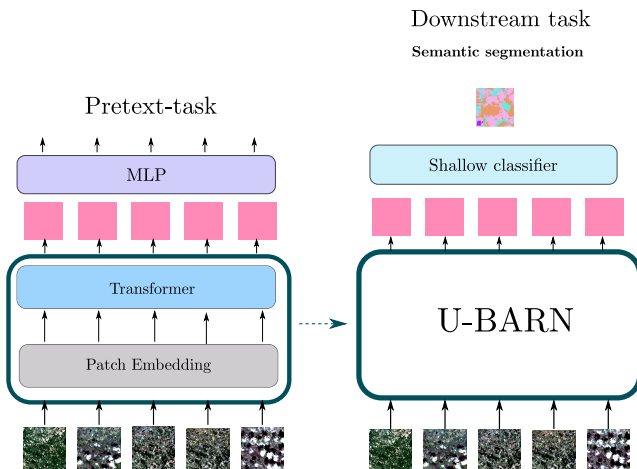 Downstream task
Semantic segmentation
Pretext-task
MLP
Shallow classifier
Transformer
Patch Embedding
U-BARN